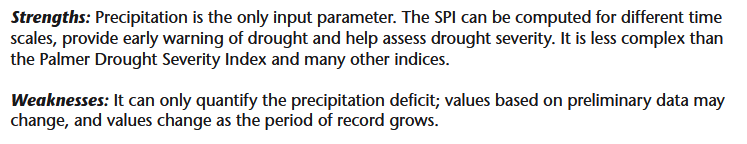 Strengths: Precipitation is the only input parameter. The SPI can be computed for different time
scales, provide early warning of drought and help assess drought severity. It is less complex than
the Palmer Drought Severity Index and many other indices.
Weaknesses: It can only quantify the precipitation deficit; values based on preliminary data may
change, and values change as the period of record grows.